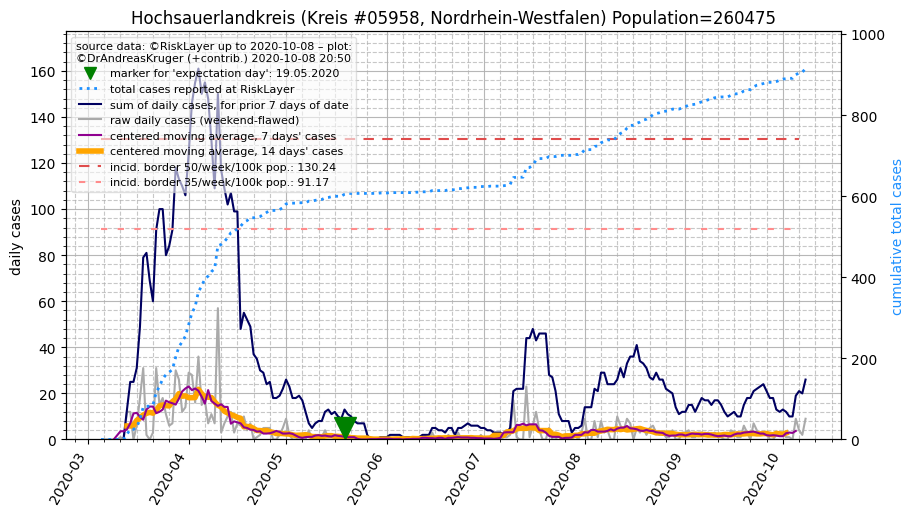 Hochsauerlandkreis (Kreis #05958, Nordrhein-Westfalen) Population=260475
source data: ©RiskLayer up to 2020-10-08 – plot:
©DrAndreasKruger (+contrib.) 2020-10-08 20:50
marker for 'expectation day': 19.05.2020
total cases reported at RiskLayer
sum of daily cases, for prior 7 days of date
raw daily cases (weekend-flawed)
centered moving average, 7 days' cases
centered moving average, 14 days' cases
incid. border 50/week/100k pop.: 130.24
incid. border 35/week/100k pop.: 91.17
daily cases
160
140
120
100
80
60
40
20
0
cumulative total cases
1000
800
600
400
200
0
2020-03
2020-04
2020-05
2020-06
2020-07
2020-08
2020-09
2020-10